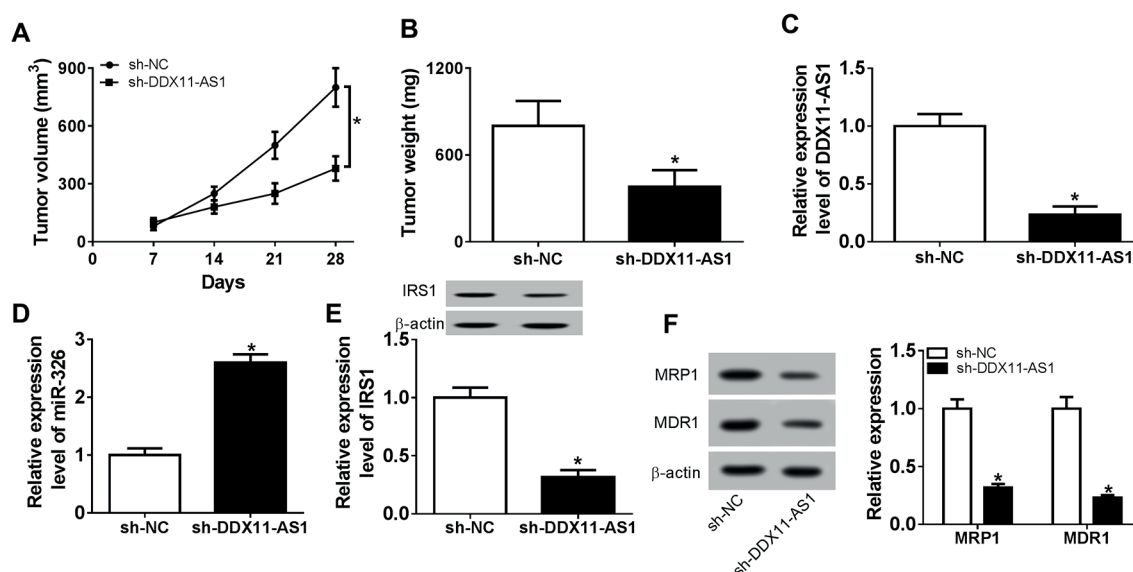 A
Tumor volume (mm3)
sh-NC
sh-DDX11-AS1
900
600
300
0
*
0 7 14 21 28
Days
B
Tumor weight (mg)
1200
600
0
*
sh-NC sh-DDX11-AS1
C
Relative expression
level of DDX11-AS1
1.5
1.0
0.5
0.0
*
sh-NC sh-DDX11-AS1
D
Relative expression
level of miR-326
3
2
1
0
*
sh-NC sh-DDX11-AS1
E
IRS1
β-actin
Relative expression
level of IRS1
1.5
1.0
0.5
0.0
*
sh-NC sh-DDX11-AS1
F
MRP1
MDR1
β-actin
sh-NC
sh-DDX11-AS1
Relative expression
1.5
1.0
0.5
0.0
sh-NC
sh-DDX11-AS1
* *
MRP1 MDR1